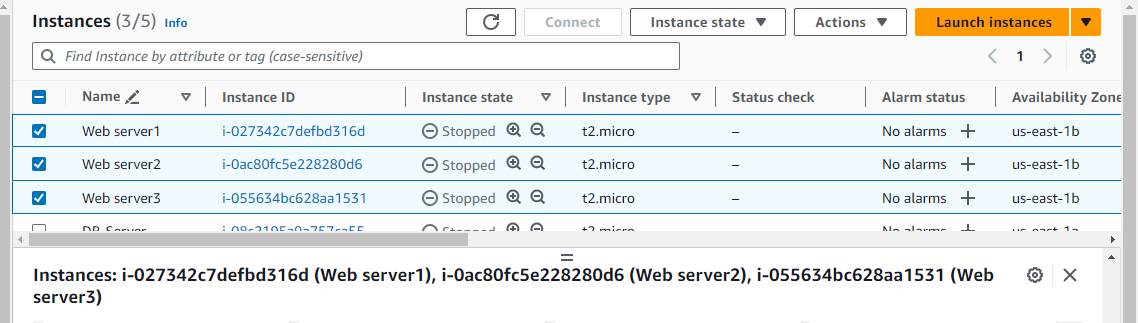 Instances (3/5) Info Connect Instance state Actions Launch instances
Find Instance by attribute or tag (case-sensitive) 1
Name Instance ID Instance state Instance type Status check Alarm status Availability Zone
Web server1 i-027342c7defbd316d Stopped t2.micro – No alarms us-east-1b
Web server2 i-0ac80fc5e228280d6 Stopped t2.micro – No alarms us-east-1b
Web server3 i-055634bc628aa1531 Stopped t2.micro – No alarms us-east-1b
DB-Server Stopped t2.micro – No alarms us-east-1a
Instances: i-027342c7defbd316d (Web server1), i-0ac80fc5e228280d6 (Web server2), i-055634bc628aa1531 (Web
server3)